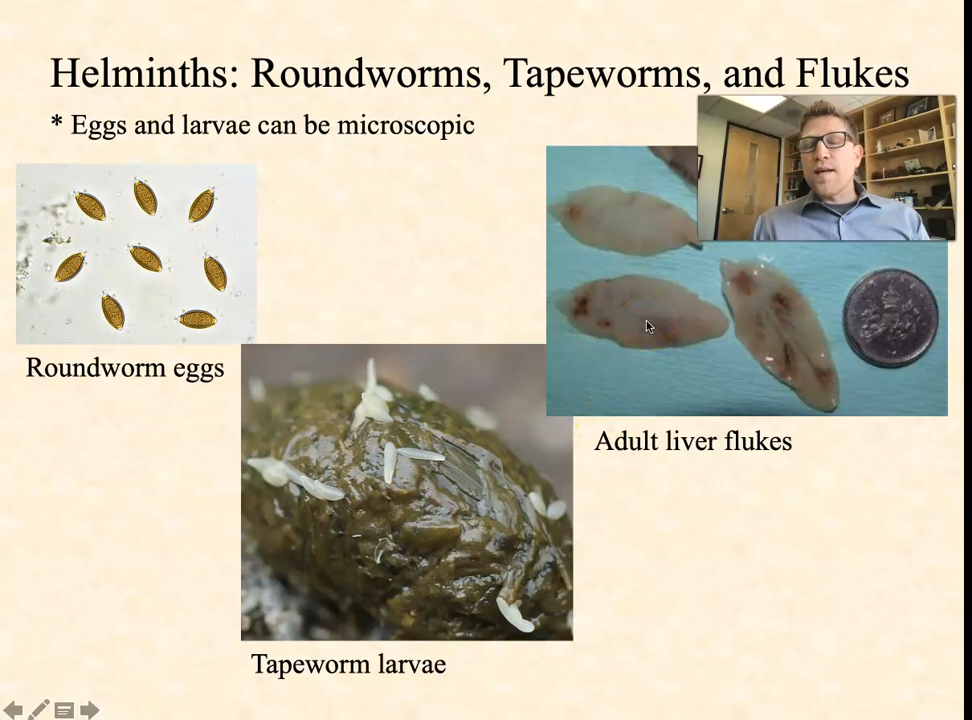 Helminths: Roundworms, Tapeworms, and Flukes
* Eggs and larvae can be microscopic
Roundworm eggs
Adult liver flukes
Tapeworm larvae